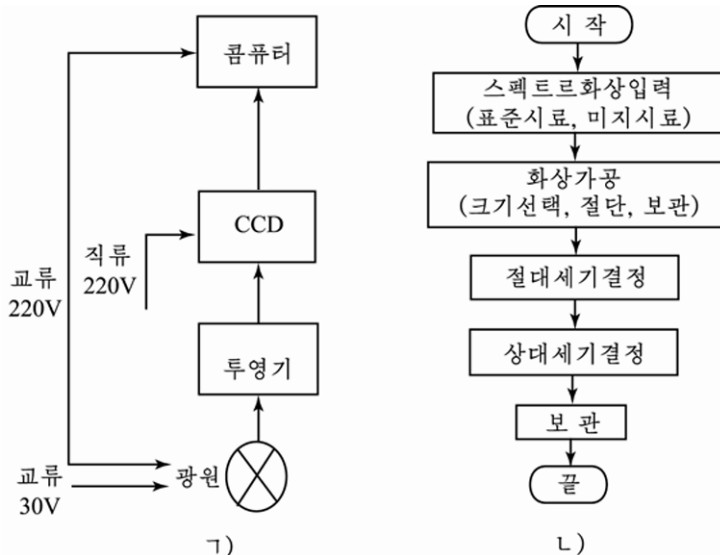 콤퓨터
CCD
직류
220V
교류
220V
투영기
광원
교류
30V
ㄱ)
시 작
스펙트르화상입력
(표준시료, 미지시료)
화상가공
(크기선택, 절단, 보관)
절대세기결정
상대세기결정
보 관
끝
ㄴ)